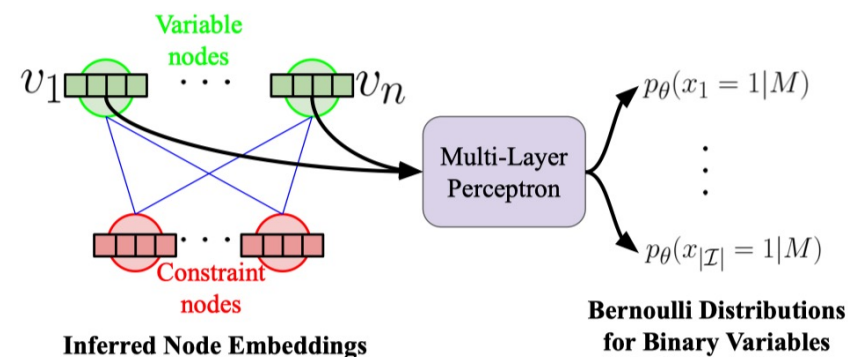 Variable
nodes
v₁ · · · vₙ
Multi-Layer
Perceptron
pθ(x₁ = 1|M)
⋮
pθ(x|ℐ| = 1|M)
· · ·
Constraint
nodes
Inferred Node Embeddings
Bernoulli Distributions
for Binary Variables